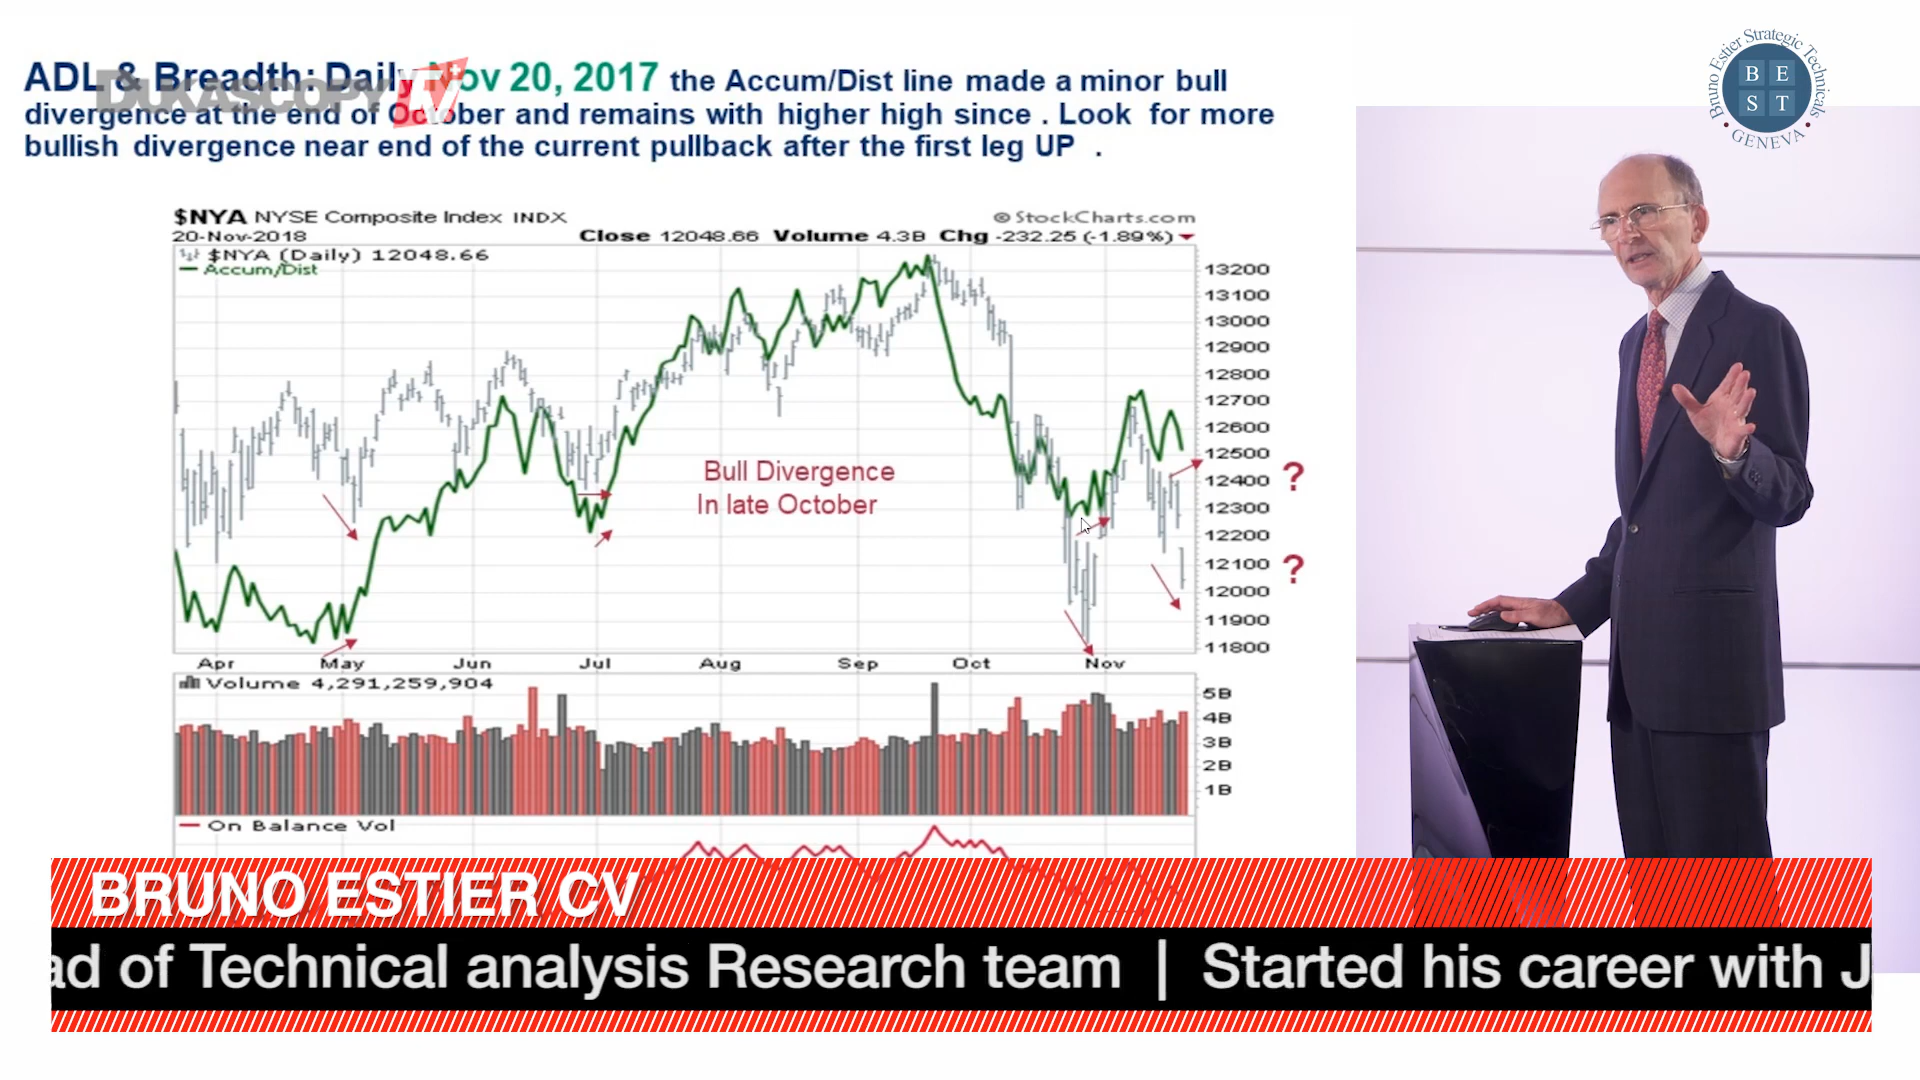 ADL & Breadth: Daily Nov 20, 2017 the Accum/Dist line made a minor bull
divergence at the end of October and remains with higher high since . Look for more
bullish divergence near end of the current pullback after the first leg UP .
DUKASCOPY TV+
Bruno Estier Strategic Technicals
B E
S T
• GENEVA •
$NYA NYSE Composite Index INDX
© StockCharts.com
20-Nov-2018
Close 12048.66 Volume 4.3B Chg -232.25 (-1.89%)
$NYA (Daily) 12048.66
Accum/Dist
13200
13100
13000
12900
12800
12700
12600
12500
12400
12300
12200
12100
12000
11900
11800
?
?
Bull Divergence
In late October
Apr May Jun Jul Aug Sep Oct Nov
Volume 4,291,259,904
5B
4B
3B
2B
1B
On Balance Vol
BRUNO ESTIER CV
ad of Technical analysis Research team | Started his career with J